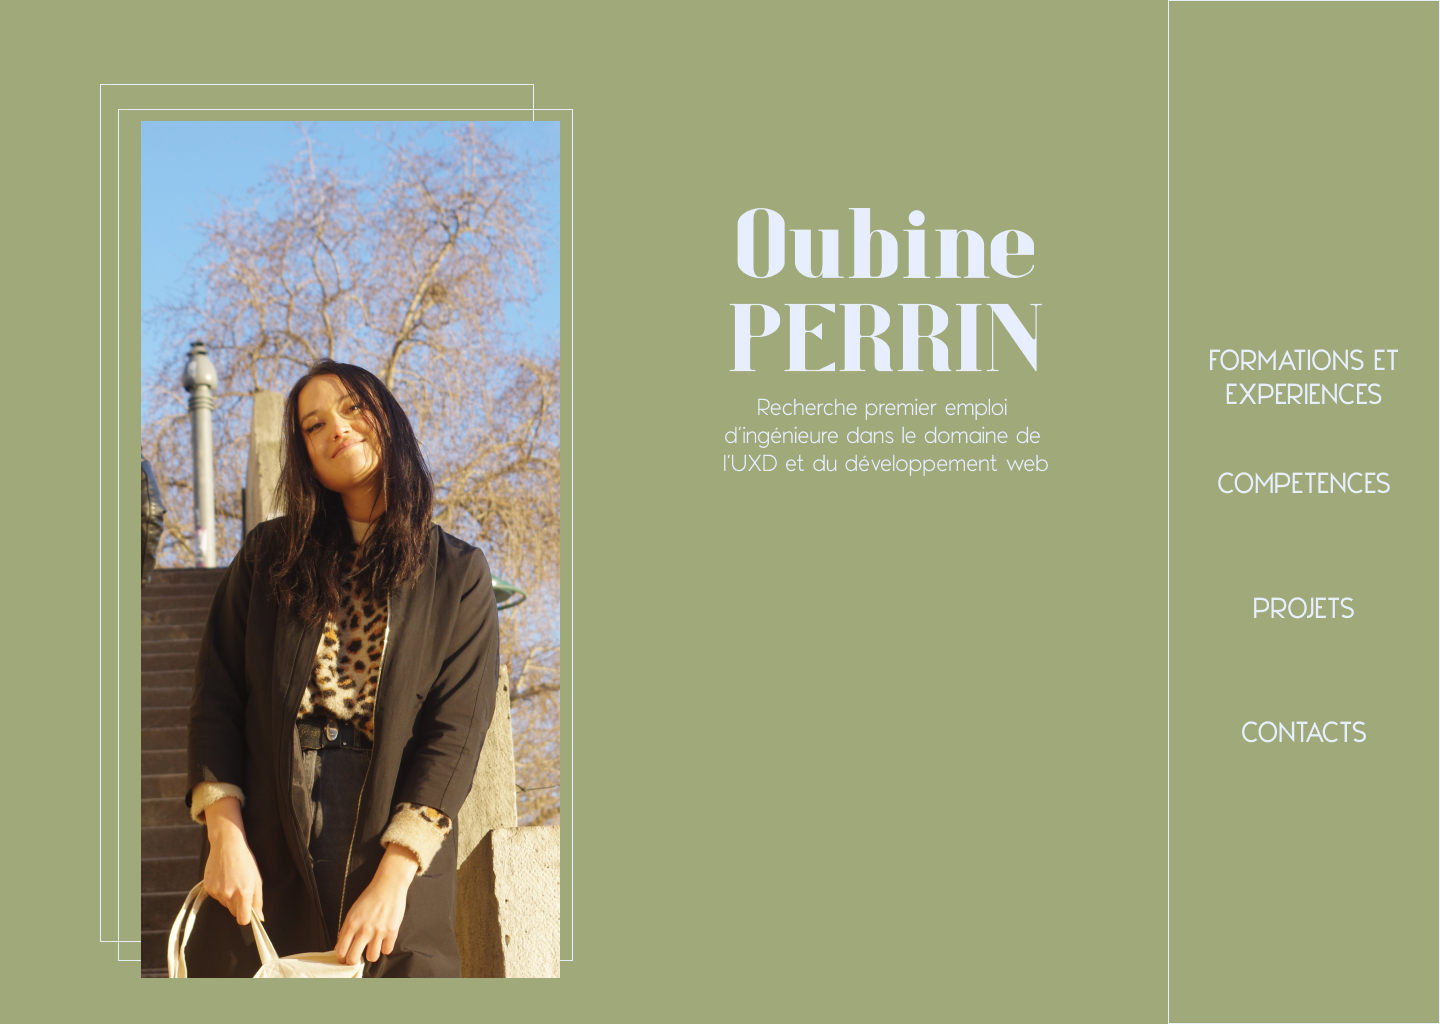 Oubine
PERRIN
Recherche premier emploi
d'ingénieure dans le domaine de
l'UXD et du développement web
FORMATIONS ET
EXPERIENCES
COMPETENCES
PROJETS
CONTACTS